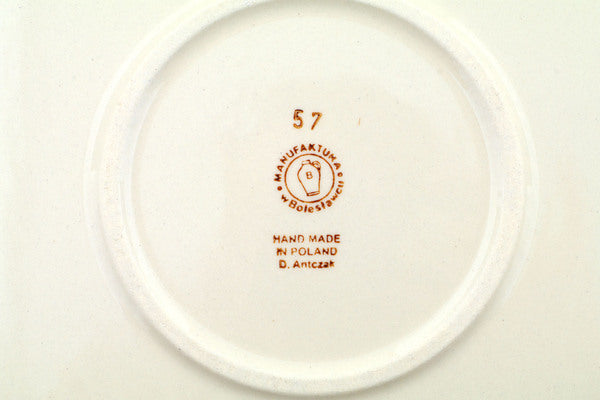 57
MANUFAKTURA
w Bolesławcu
B
HAND MADE
IN POLAND
D. Antczak